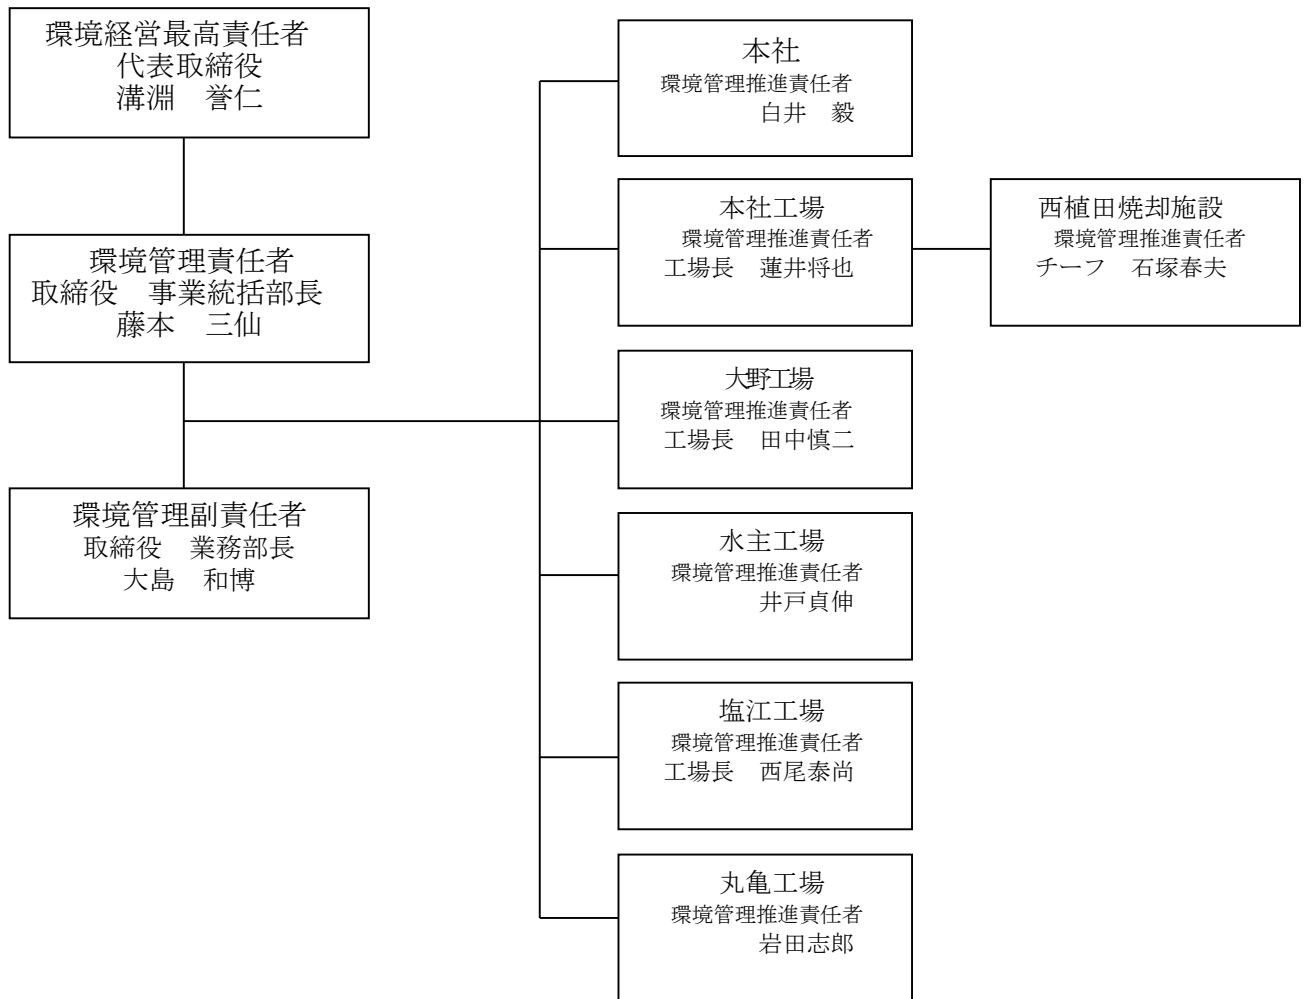 環境経営最高責任者
代表取締役
溝淵　誉仁
環境管理責任者
取締役　事業統括部長
藤本　三仙
環境管理副責任者
取締役　業務部長
大島　和博
本社
環境管理推進責任者
白井　毅
本社工場
環境管理推進責任者
工場長　蓮井将也
西植田焼却施設
環境管理推進責任者
チーフ　石塚春夫
大野工場
環境管理推進責任者
工場長　田中慎二
水主工場
環境管理推進責任者
井戸貞伸
塩江工場
環境管理推進責任者
工場長　西尾泰尚
丸亀工場
環境管理推進責任者
岩田志郎